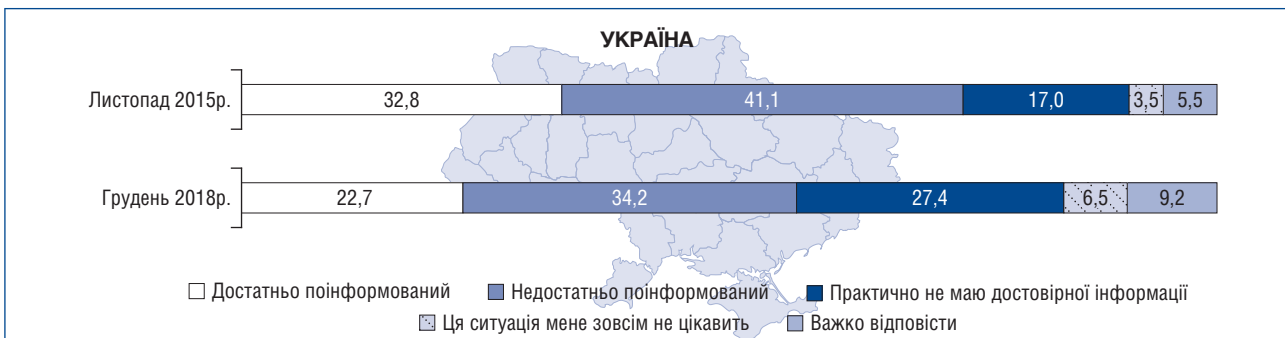 УКРАЇНА
Листопад 2015р. 32,8 41,1 17,0 3,5 5,5
Грудень 2018р. 22,7 34,2 27,4 6,5 9,2
Достатньо поінформований Недостатньо поінформований Практично не маю достовірної інформації
Ця ситуація мене зовсім не цікавить Важко відповісти